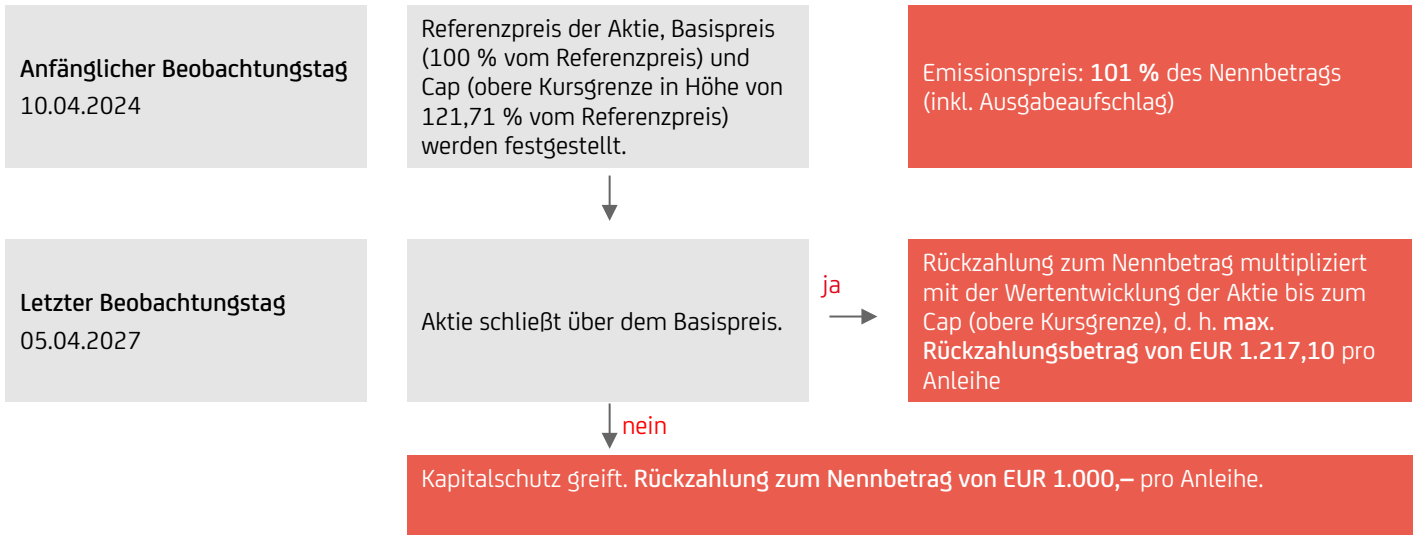 Anfänglicher Beobachtungstag
10.04.2024
Referenzpreis der Aktie, Basispreis
(100 % vom Referenzpreis) und
Cap (obere Kursgrenze in Höhe von
121,71 % vom Referenzpreis)
werden festgestellt.
Emissionspreis: 101 % des Nennbetrags
(inkl. Ausgabeaufschlag)
Letzter Beobachtungstag
05.04.2027
Aktie schließt über dem Basispreis.
ja
Rückzahlung zum Nennbetrag multipliziert
mit der Wertentwicklung der Aktie bis zum
Cap (obere Kursgrenze), d. h. max.
Rückzahlungsbetrag von EUR 1.217,10 pro
Anleihe
nein
Kapitalschutz greift. Rückzahlung zum Nennbetrag von EUR 1.000,– pro Anleihe.